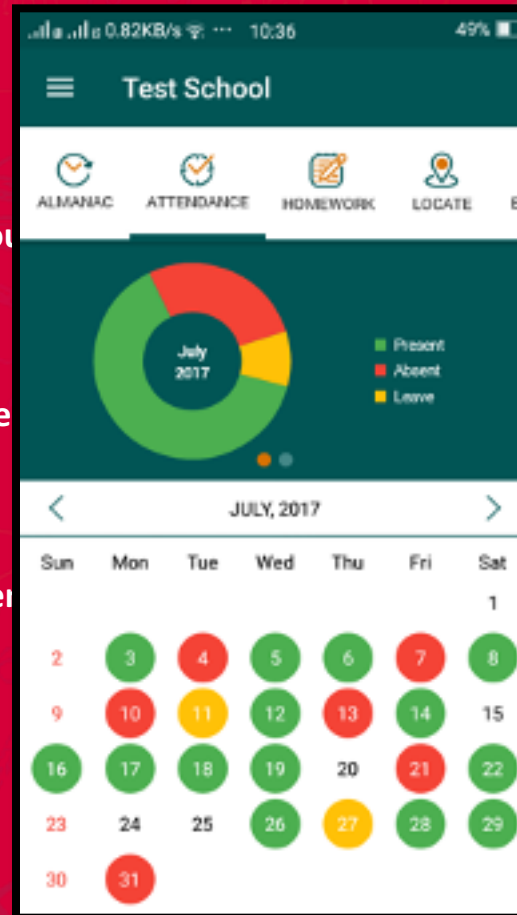 0.82KB/s ... 10:36 49%
Test School
ALMANAC ATTENDANCE HOMEWORK LOCATE
July
2017
Present
Absent
Leave
JULY, 2017
Sun Mon Tue Wed Thu Fri Sat
1
2 3 4 5 6 7 8
9 10 11 12 13 14 15
16 17 18 19 20 21 22
23 24 25 26 27 28 29
30 31